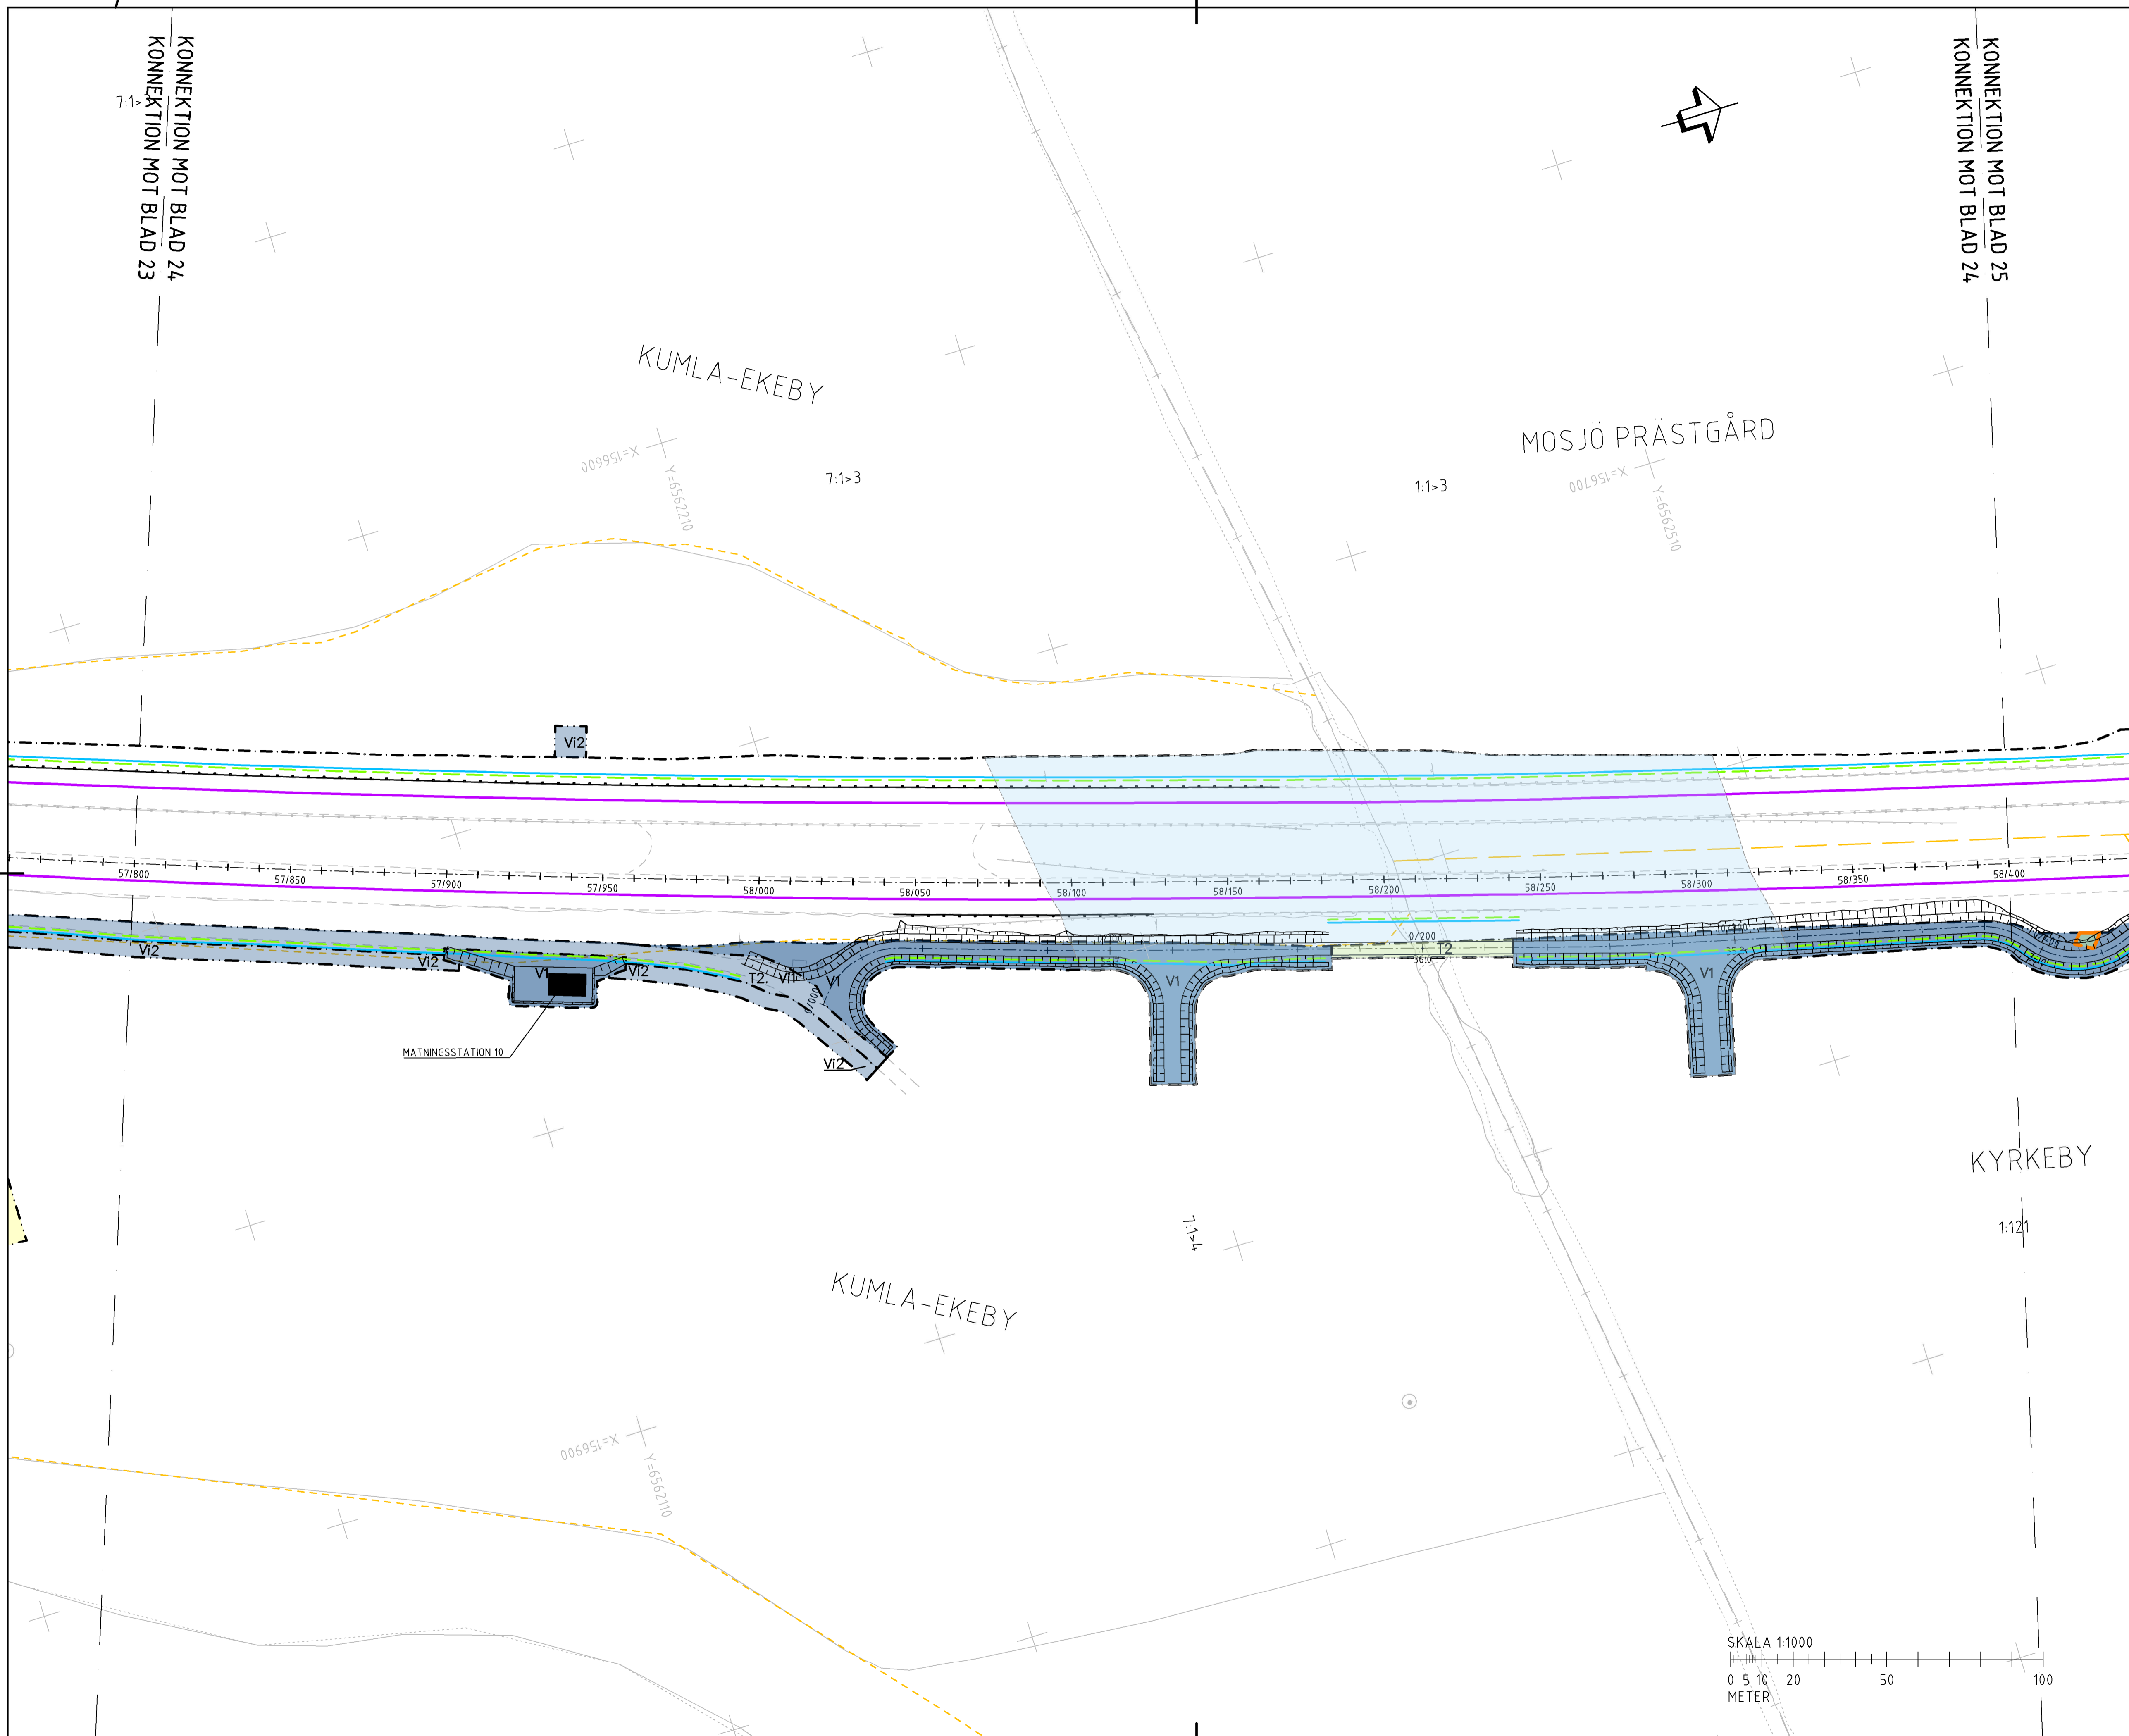 KONNEKTION MOT BLAD 24
KONNEKTION MOT BLAD 23
KONNEKTION MOT BLAD 25
KONNEKTION MOT BLAD 24
KUMLA-EKEBY
MOSJÖ PRÄSTGÅRD
X=156600
Y=6562210
7:1>3
1:1>3
X=156700
Y=6562510
Vi2
57/800
57/850
57/900
57/950
58/000
58/050
58/100
58/150
58/200
58/250
58/300
58/350
58/400
Vi2
Vi2
V1
Vi2
T2.
Vi1
V1
V1
0/200
T2
36.0
V1
MATNINGSSTATION 10
Vi2
KYRKEBY
1:121
7:1>4
KUMLA-EKEBY
X=156900
Y=6562110
SKALA 1:1000
0 5 10 20 50 100
METER